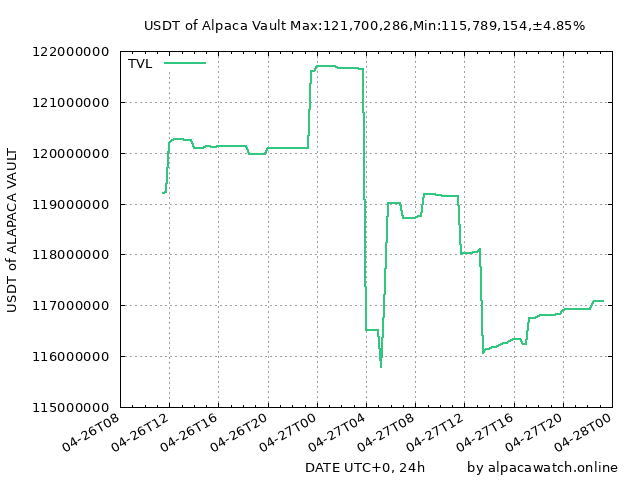 USDT of Alpaca Vault Max:121,700,286,Min:115,789,154,±4.85%
TVL
122000000
121000000
120000000
119000000
118000000
117000000
116000000
115000000
USDT of ALAPACA VAULT
04-26T08
04-26T12
04-26T16
04-26T20
04-27T00
04-27T04
04-27T08
04-27T12
04-27T16
04-27T20
04-28T00
DATE UTC+0, 24h
by alpacawatch.online